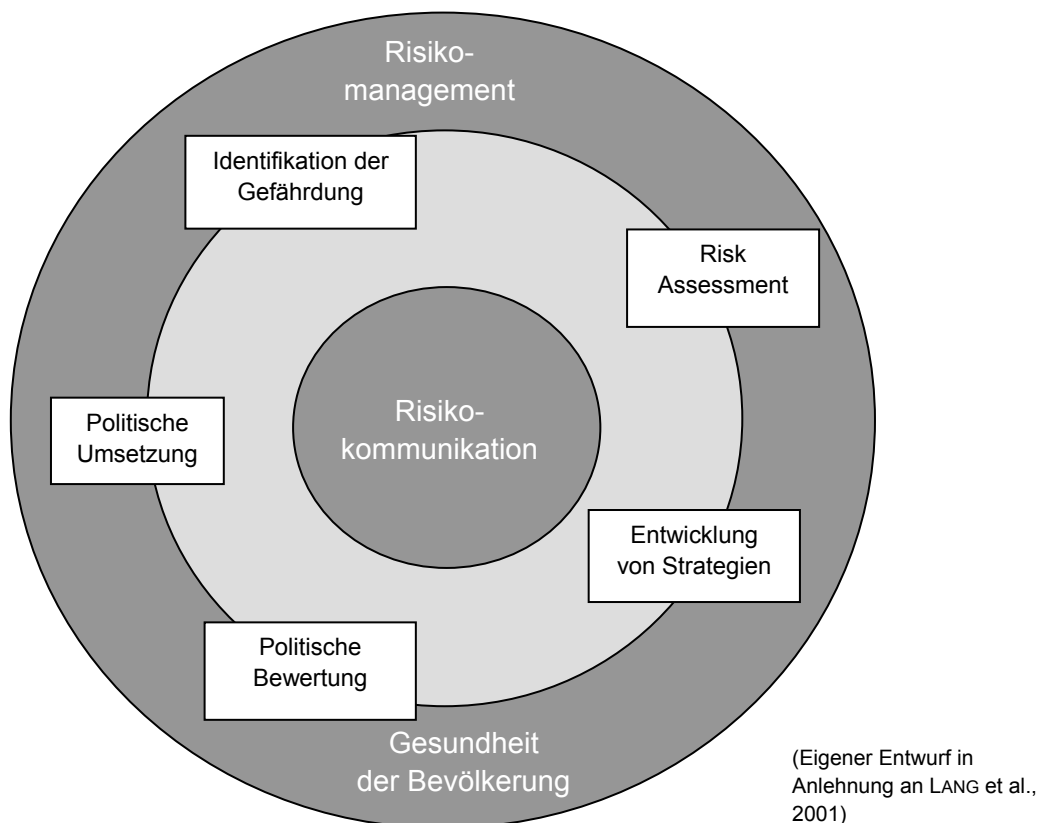 Risiko-
management
Identifikation der
Gefährdung
Risk
Assessment
Politische
Umsetzung
Risiko-
kommunikation
Entwicklung
von Strategien
Politische
Bewertung
Gesundheit
der Bevölkerung
(Eigener Entwurf in
Anlehnung an LANG et al.,
2001)